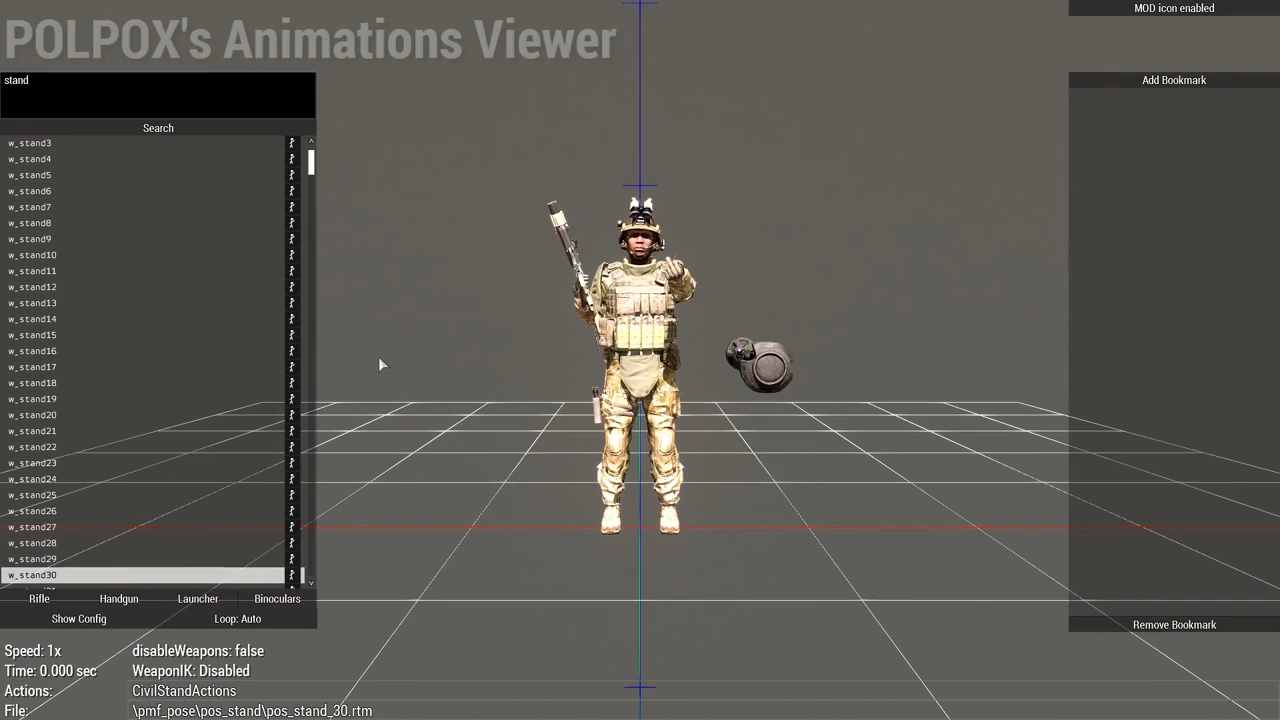 POLPOX's Animations Viewer
MOD icon enabled
stand
Add Bookmark
Search
w_stand3
w_stand4
w_stand5
w_stand6
w_stand7
w_stand8
w_stand9
w_stand10
w_stand11
w_stand12
w_stand13
w_stand14
w_stand15
w_stand16
w_stand17
w_stand18
w_stand19
w_stand20
w_stand21
w_stand22
w_stand23
w_stand24
w_stand25
w_stand26
w_stand27
w_stand28
w_stand29
w_stand30
Rifle Handgun Launcher Binoculars
Show Config Loop: Auto
Remove Bookmark
Speed: 1x disableWeapons: false
Time: 0.000 sec WeaponIK: Disabled
Actions: CivilStandActions
File: \pmf_pose\pos_stand\pos_stand_30.rtm